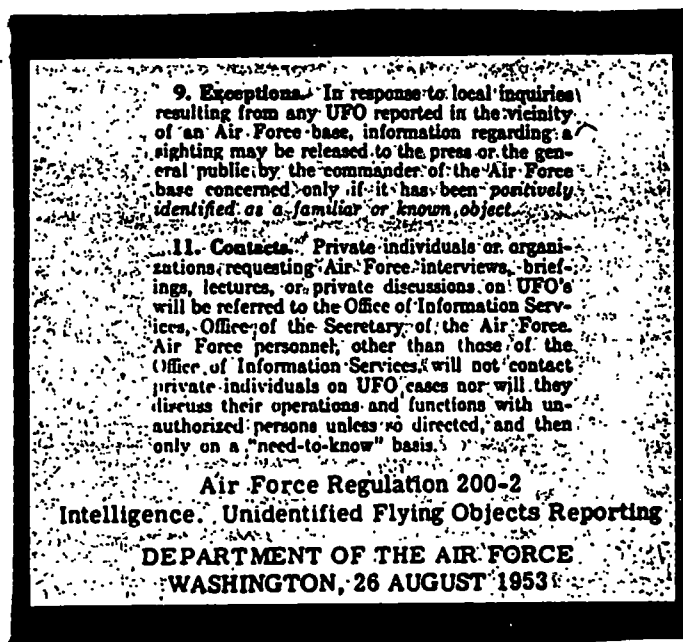 9. Exceptions. In response to local inquiries
resulting from any UFO reported in the vicinity
of an Air Force base, information regarding a
sighting may be released to the press or the gen-
eral public by the commander of the Air Force
base concerned only if it has been positively
identified as a familiar or known object.
11. Contacts. Private individuals or organi-
zations requesting Air Force interviews, brief-
ings, lectures, or private discussions on UFO's
will be referred to the Office of Information Serv-
ices, Office of the Secretary of the Air Force.
Air Force personnel, other than those of the
Office of Information Services, will not contact
private individuals on UFO cases nor will they
discuss their operations and functions with un-
authorized persons unless so directed, and then
only on a "need-to-know" basis.
Air Force Regulation 200-2
Intelligence. Unidentified Flying Objects Reporting
DEPARTMENT OF THE AIR FORCE
WASHINGTON, 26 AUGUST 1953